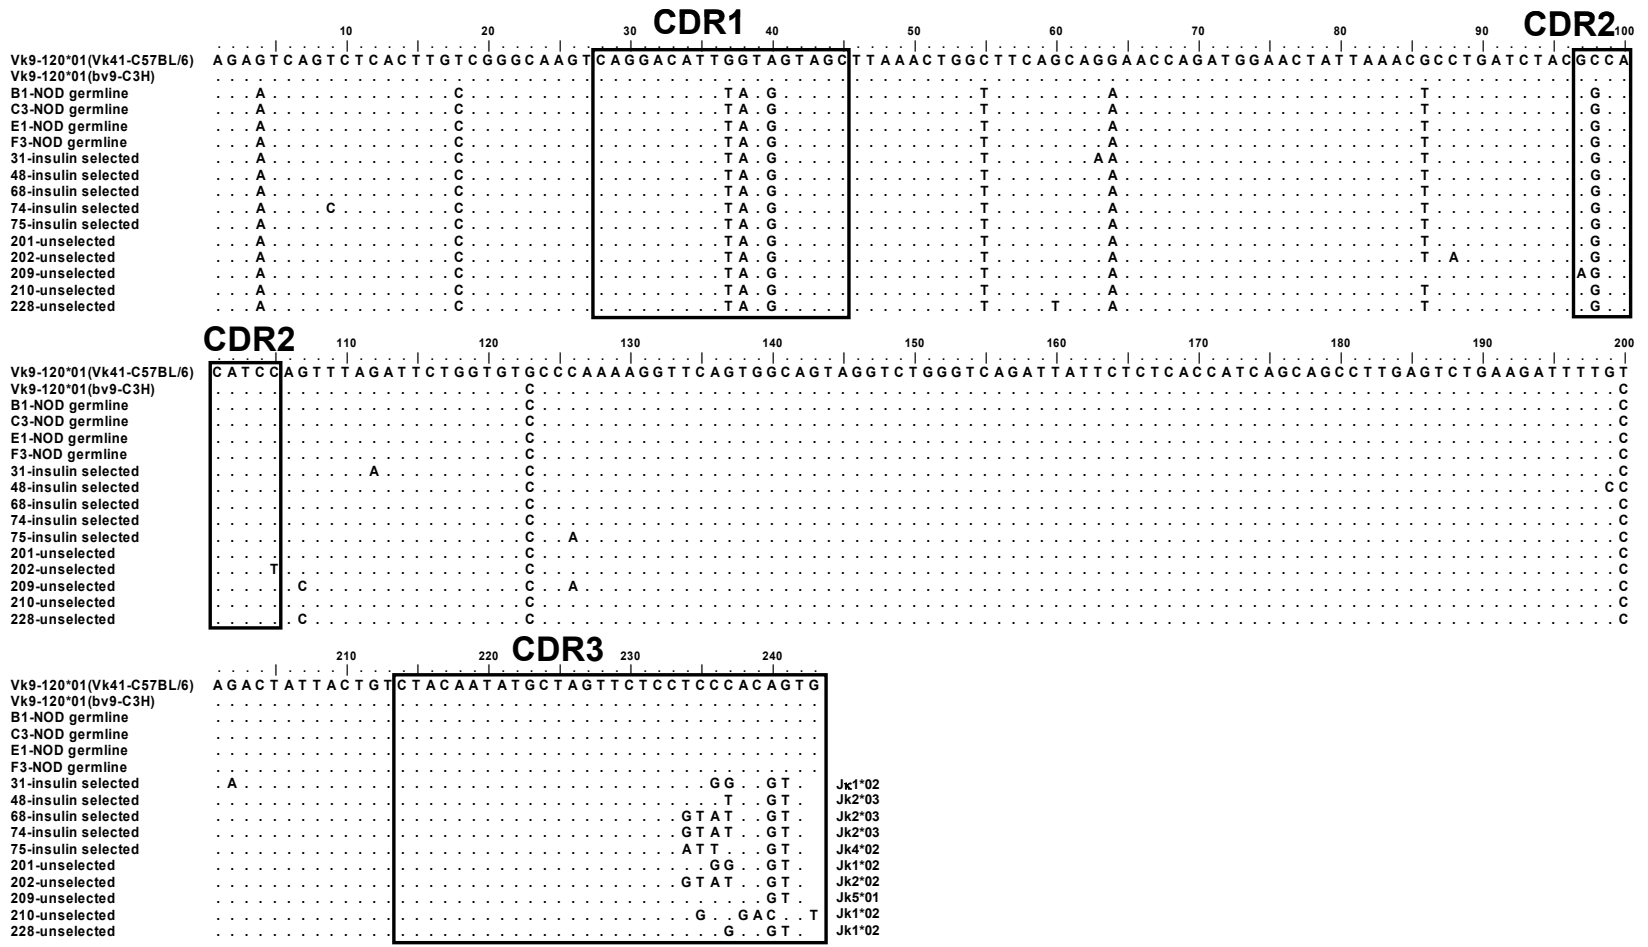 CDR1 CDR2
10 20 30 40 50 60 70 80 90 100
Vk9-120*01(Vk41-C57BL/6) AGAGTCAGTCTCACTTGTCGGGCAAGTCAGGACATTGGTAGTAGCTTAAACTGGCTTCAGCAGGAACCAGATGGAACTATTAAACGCCTGATCTACGCCA
Vk9-120*01(bv9-C3H)
B1-NOD germline A C T A G T A T G
C3-NOD germline A C T A G T A T G
E1-NOD germline A C T A G T A T G
F3-NOD germline A C T A G T A T G
31-insulin selected A C T A G T A A T G
48-insulin selected A C T A G T A T G
68-insulin selected A C T A G T A T G
74-insulin selected A C C T A G T A T G
75-insulin selected A C T A G T A T G
201-unselected A C T A G T A T G
202-unselected A C T A G T A T A G
209-unselected A C T A G T A A G
210-unselected A C T A G T A T G
228-unselected A C T A G T T A T G
CDR2
110 120 130 140 150 160 170 180 190 200
Vk9-120*01(Vk41-C57BL/6) CATCCAGTTTAGATTCTGGTGTGCCCAAAAGGTTCAGTGGCAGTAGGTCTGGGTCAGATTATTCTCTCACCATCAGCAGCCTTGAGTCTGAAGATTTTGT
Vk9-120*01(bv9-C3H) C C
B1-NOD germline C C
C3-NOD germline C C
E1-NOD germline C C
F3-NOD germline C C
31-insulin selected A C C
48-insulin selected C C C
68-insulin selected C C
74-insulin selected C C
75-insulin selected C A C
201-unselected C C
202-unselected T C C
209-unselected C C A C
210-unselected C C
228-unselected C C C
CDR3
210 220 230 240
Vk9-120*01(Vk41-C57BL/6) AGACTATTACTGTCTACAATATGCTAGTTCTCCTCCCACAGTG
Vk9-120*01(bv9-C3H)
B1-NOD germline
C3-NOD germline
E1-NOD germline
F3-NOD germline
31-insulin selected A G G G T Jκ1*02
48-insulin selected T G T Jk2*03
68-insulin selected G T A T G T Jk2*03
74-insulin selected G T A T G T Jk2*03
75-insulin selected A T T G T Jk4*02
201-unselected G G G T Jk1*02
202-unselected G T A T G T Jk2*02
209-unselected G T Jk5*01
210-unselected G G A C T Jk1*02
228-unselected G G T Jk1*02